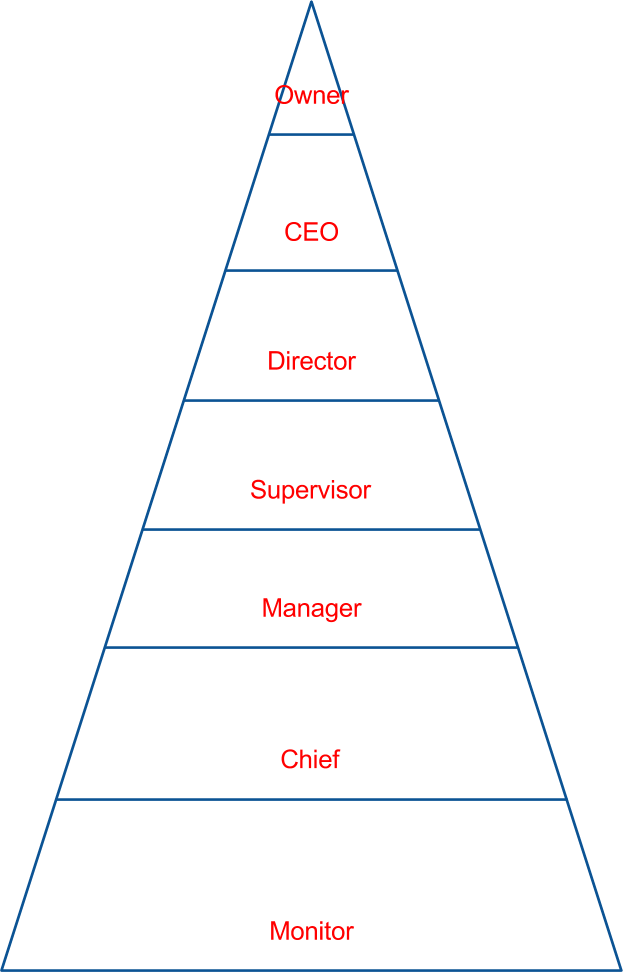 Owner
CEO
Director
Supervisor
Manager
Chief
Monitor